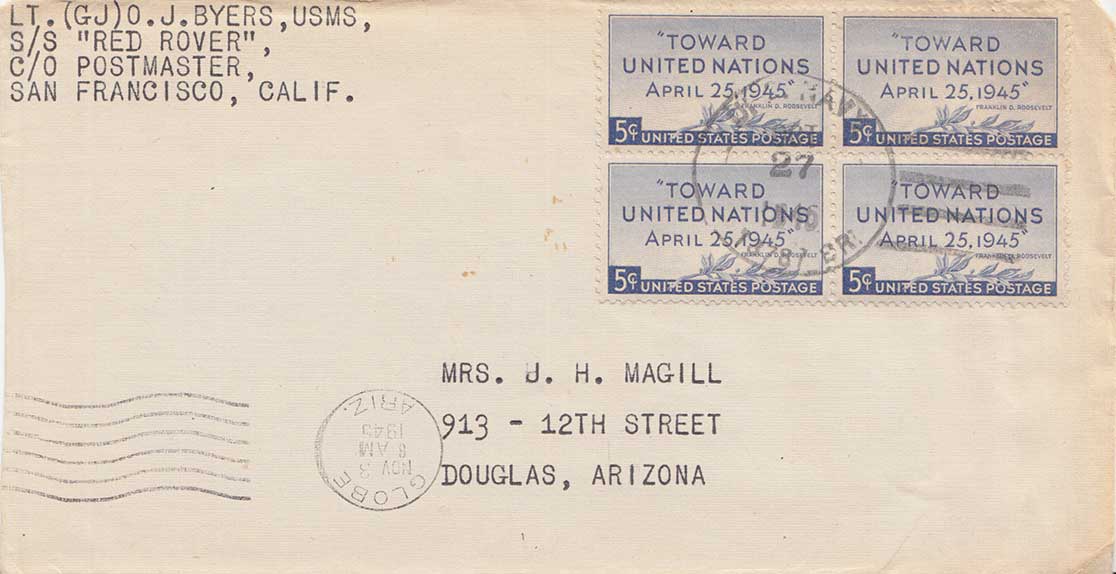 LT.(GJ)O.J.BYERS,USMS,
S/S "RED ROVER",
C/O POSTMASTER,
SAN FRANCISCO, CALIF.
"TOWARD
UNITED NATIONS
APRIL 25,1945"
FRANKLIN D. ROOSEVELT
5¢ UNITED STATES POSTAGE
"TOWARD
UNITED NATIONS
APRIL 25,1945"
FRANKLIN D. ROOSEVELT
5¢ UNITED STATES POSTAGE
"TOWARD
UNITED NATIONS
APRIL 25,1945"
FRANKLIN D. ROOSEVELT
5¢ UNITED STATES POSTAGE
"TOWARD
UNITED NATIONS
APRIL 25,1945"
FRANKLIN D. ROOSEVELT
5¢ UNITED STATES POSTAGE
NAVY
27
BR.
MRS. J. H. MAGILL
913 - 12TH STREET
DOUGLAS, ARIZONA
GLOBE
NOV 3
8 AM
1945
ARIZ.